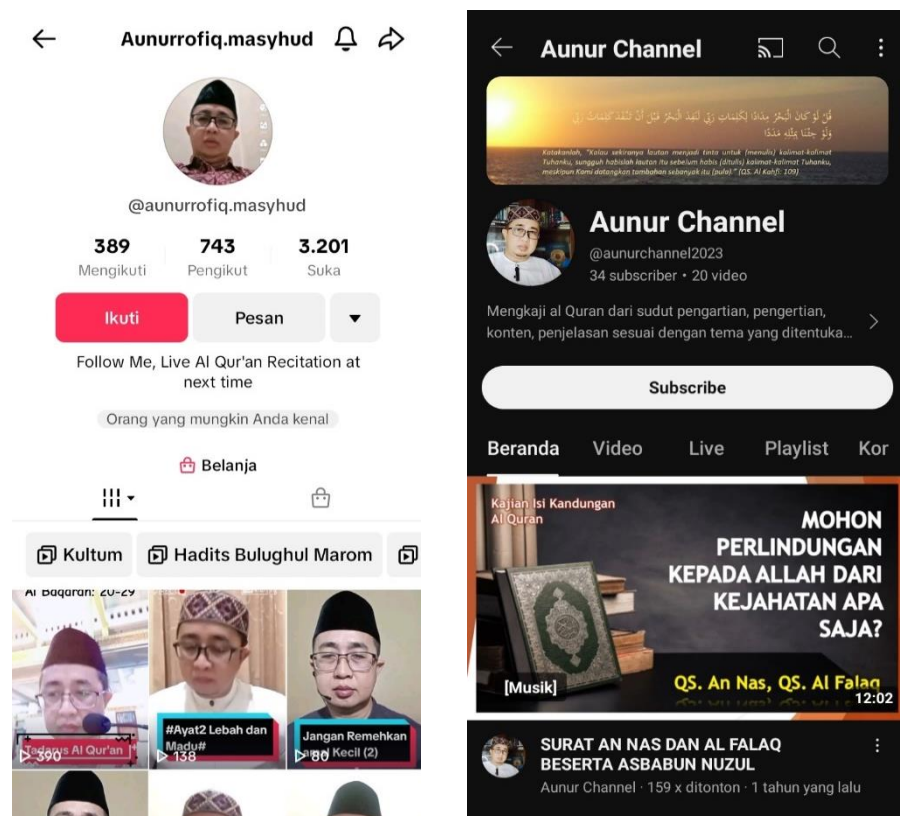 Aunurrofiq.masyhud
@aunurrofiq.masyhud
389
743
3.201
Mengikuti
Pengikut
Suka
Ikuti
Pesan
Follow Me, Live Al Qur'an Recitation at
next time
Orang yang mungkin Anda kenal
Belanja
Kultum
Hadits Bulughul Marom
Al Baqarah: 20-29
Tadarus Al Qur'an
390
#Ayat2 Lebah dan
Madu#
138
Jangan Remehkan
Amal Kecil (2)
80
Aunur Channel
قُلْ لَوْ كَانَ الْبَحْرُ مِدَادًا لِكَلِمَاتِ رَبِّي لَنَفِدَ الْبَحْرُ قَبْلَ أَنْ تَنْفَدَ كَلِمَاتُ رَبِّي
وَلَوْ جِئْنَا بِمِثْلِهِ مَدَدًا
Katakanlah, "Kalau sekiranya lautan menjadi tinta untuk (menulis) kalimat-kalimat
Tuhanku, sungguh habislah lautan itu sebelum habis (ditulis) kalimat-kalimat Tuhanku,
meskipun Kami datangkan tambahan sebanyak itu (pula)." (QS. Al Kahfi: 109)
Aunur Channel
@aunurchannel2023
34 subscriber • 20 video
Mengkaji al Quran dari sudut pengartian, pengertian,
konten, penjelasan sesuai dengan tema yang ditentuka...
Subscribe
Beranda
Video
Live
Playlist
Kor
Kajian Isi Kandungan
Al Quran
MOHON
PERLINDUNGAN
KEPADA ALLAH DARI
KEJAHATAN APA
SAJA?
[Musik]
QS. An Nas, QS. Al Falaq
12:02
SURAT AN NAS DAN AL FALAQ
BESERTA ASBABUN NUZUL
Aunur Channel · 159 x ditonton · 1 tahun yang lalu